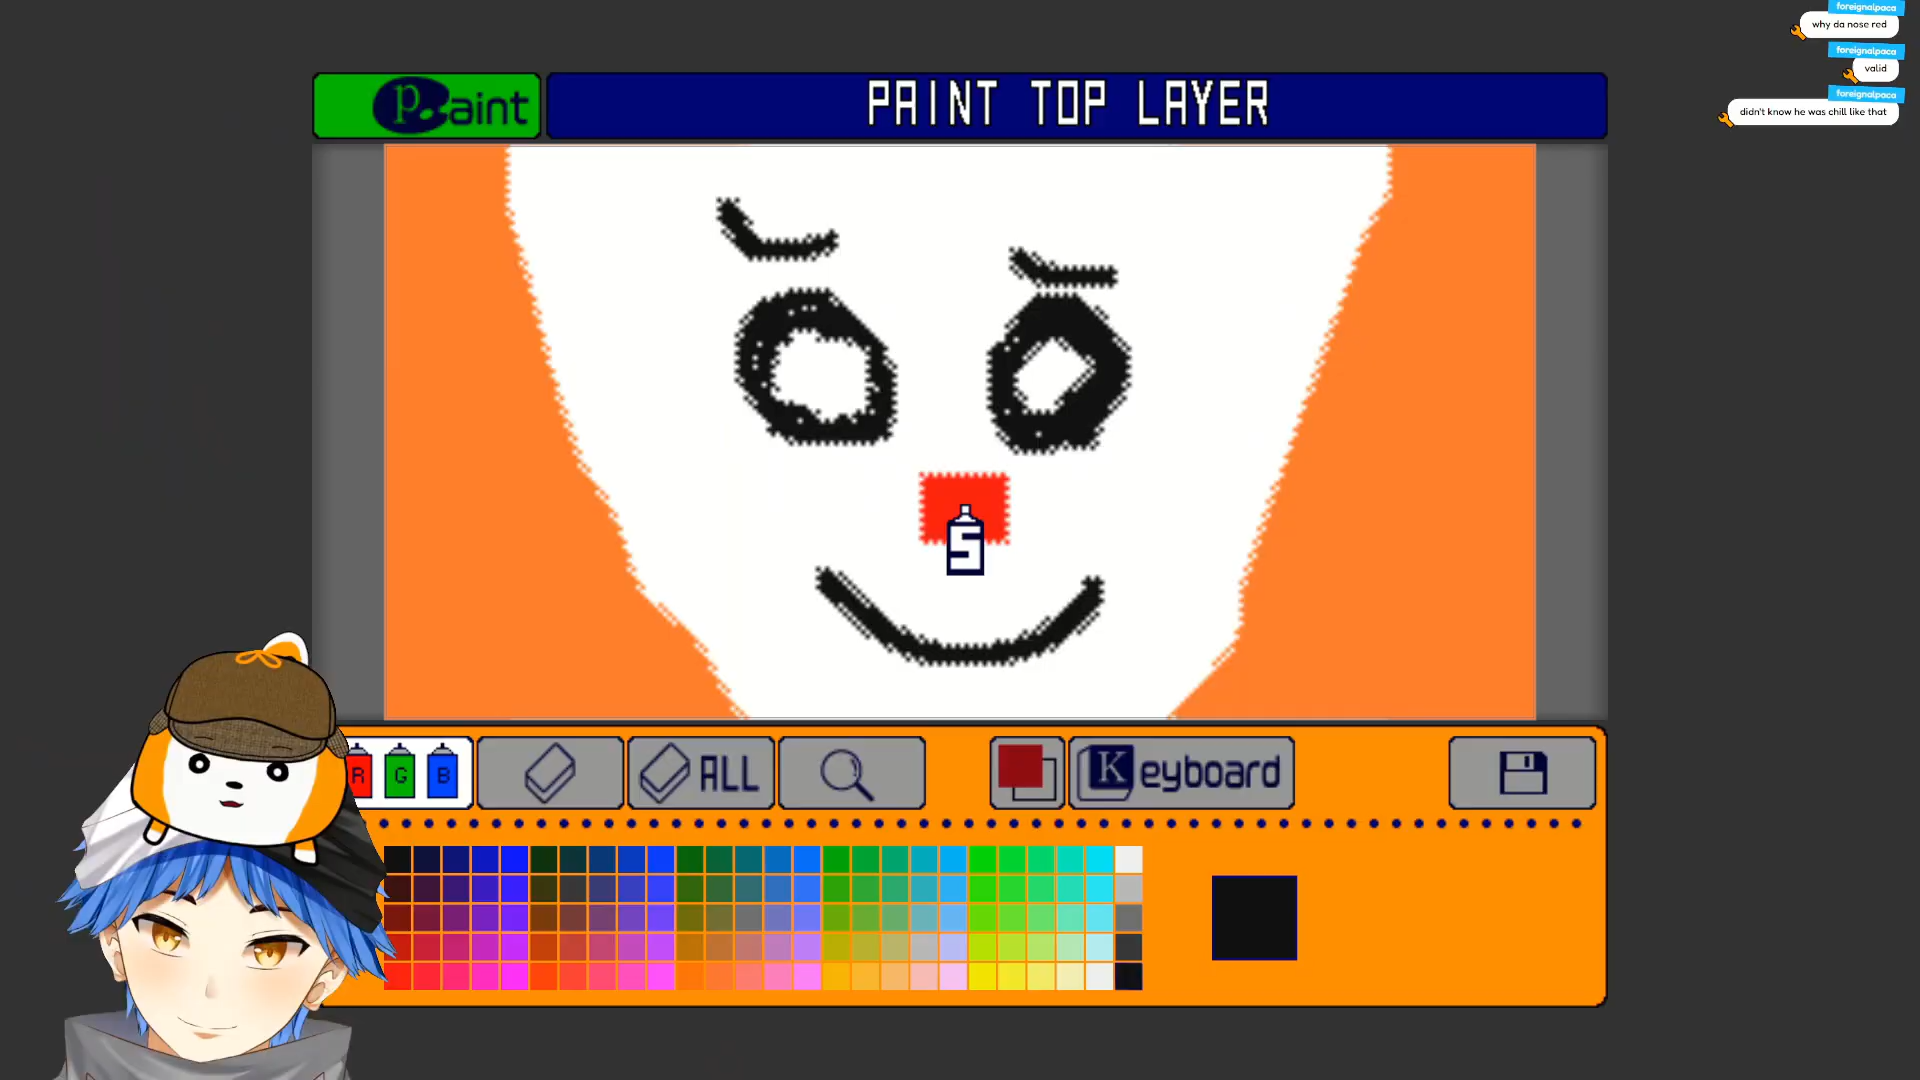 foreignalpaca
why da nose red
foreignalpaca
valid
foreignalpaca
didn't know he was chill like that
Paint
PAINT TOP LAYER
S
R G B
ALL
Keyboard